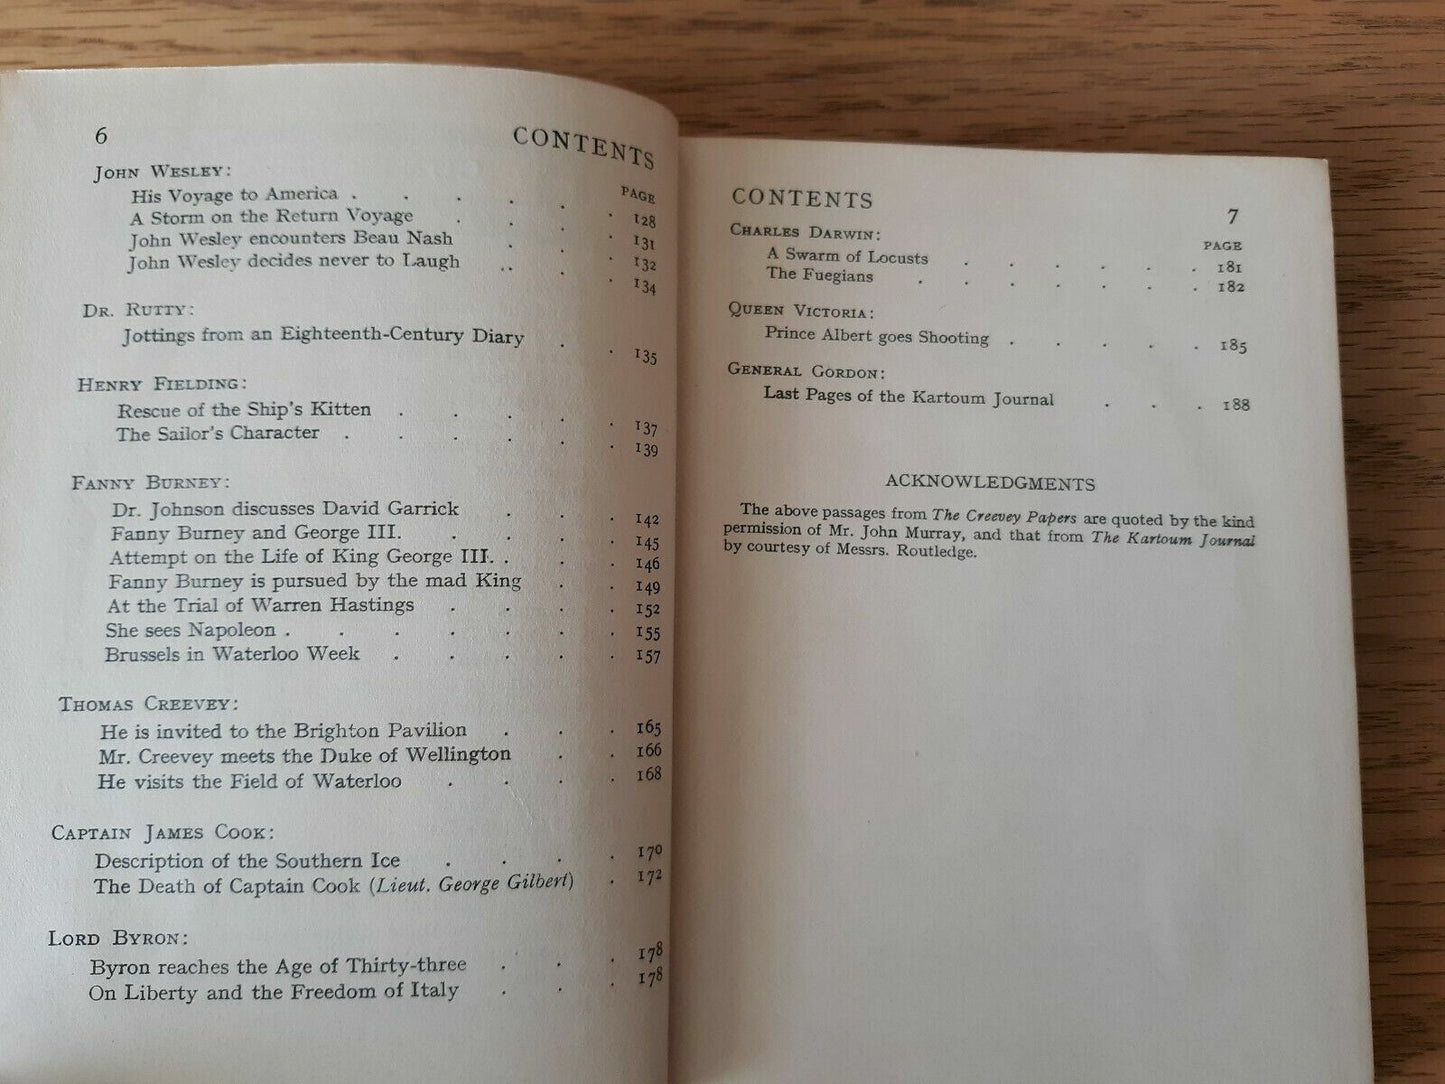 6 CONTENTS
JOHN WESLEY: PAGE
His Voyage to America . . . . . . 128
A Storm on the Return Voyage . . . . 131
John Wesley encounters Beau Nash . . . 132
John Wesley decides never to Laugh . . . 134
DR. RUTTY:
Jottings from an Eighteenth-Century Diary . . 135
HENRY FIELDING:
Rescue of the Ship's Kitten . . . . . 137
The Sailor's Character . . . . . . 139
FANNY BURNEY:
Dr. Johnson discusses David Garrick . . . 142
Fanny Burney and George III. . . . . 145
Attempt on the Life of King George III. . . . 146
Fanny Burney is pursued by the mad King . . 149
At the Trial of Warren Hastings . . . . 152
She sees Napoleon . . . . . . . 155
Brussels in Waterloo Week . . . . . 157
THOMAS CREEVEY:
He is invited to the Brighton Pavilion . . . 165
Mr. Creevey meets the Duke of Wellington . . 166
He visits the Field of Waterloo . . . . 168
CAPTAIN JAMES COOK:
Description of the Southern Ice . . . . 170
The Death of Captain Cook (Lieut. George Gilbert) . 172
LORD BYRON:
Byron reaches the Age of Thirty-three . . . 178
On Liberty and the Freedom of Italy . . . 178
CONTENTS 7
CHARLES DARWIN: PAGE
A Swarm of Locusts . . . . . . 181
The Fuegians . . . . . . . 182
QUEEN VICTORIA:
Prince Albert goes Shooting . . . . . 185
GENERAL GORDON:
Last Pages of the Kartoum Journal . . . 188
ACKNOWLEDGMENTS
The above passages from The Creevey Papers are quoted by the kind
permission of Mr. John Murray, and that from The Kartoum Journal
by courtesy of Messrs. Routledge.